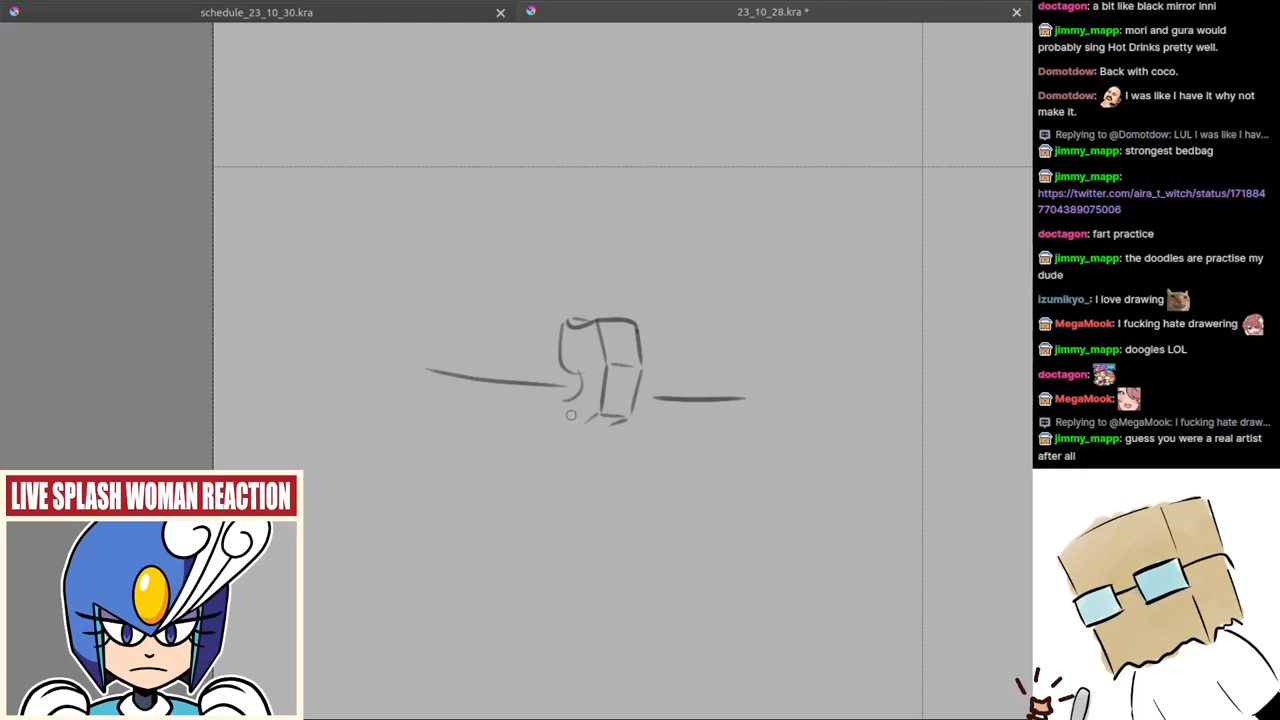 schedule_23_10_30.kra
23_10_28.kra *
doctagon: a bit like black mirror inni
jimmy_mapp: mori and gura would
probably sing Hot Drinks pretty well.
Domotdow: Back with coco.
Domotdow: I was like I have it why not
make it.
Replying to @Domotdow: LUL I was like I hav...
jimmy_mapp: strongest bedbag
jimmy_mapp:
https://twitter.com/aira_t_witch/status/171884
7704389075006
doctagon: fart practice
jimmy_mapp: the doodles are practise my
dude
izumikyo_: I love drawing
MegaMook: I fucking hate drawering
jimmy_mapp: doogles LOL
doctagon:
MegaMook:
Replying to @MegaMook: I fucking hate draw...
jimmy_mapp: guess you were a real artist
after all
LIVE SPLASH WOMAN REACTION